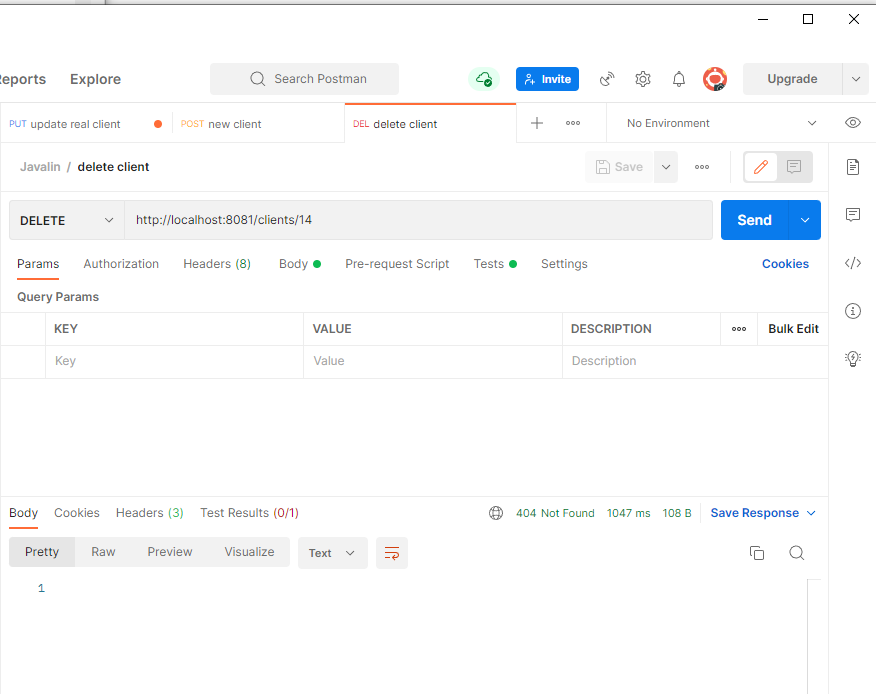 Reports Explore Search Postman Invite Upgrade
PUT update real client POST new client DEL delete client No Environment
Javalin / delete client Save
DELETE http://localhost:8081/clients/14 Send
Params Authorization Headers (8) Body Pre-request Script Tests Settings Cookies
Query Params
KEY VALUE DESCRIPTION Bulk Edit
Key Value Description
Body Cookies Headers (3) Test Results (0/1) 404 Not Found 1047 ms 108 B Save Response
Pretty Raw Preview Visualize Text
1